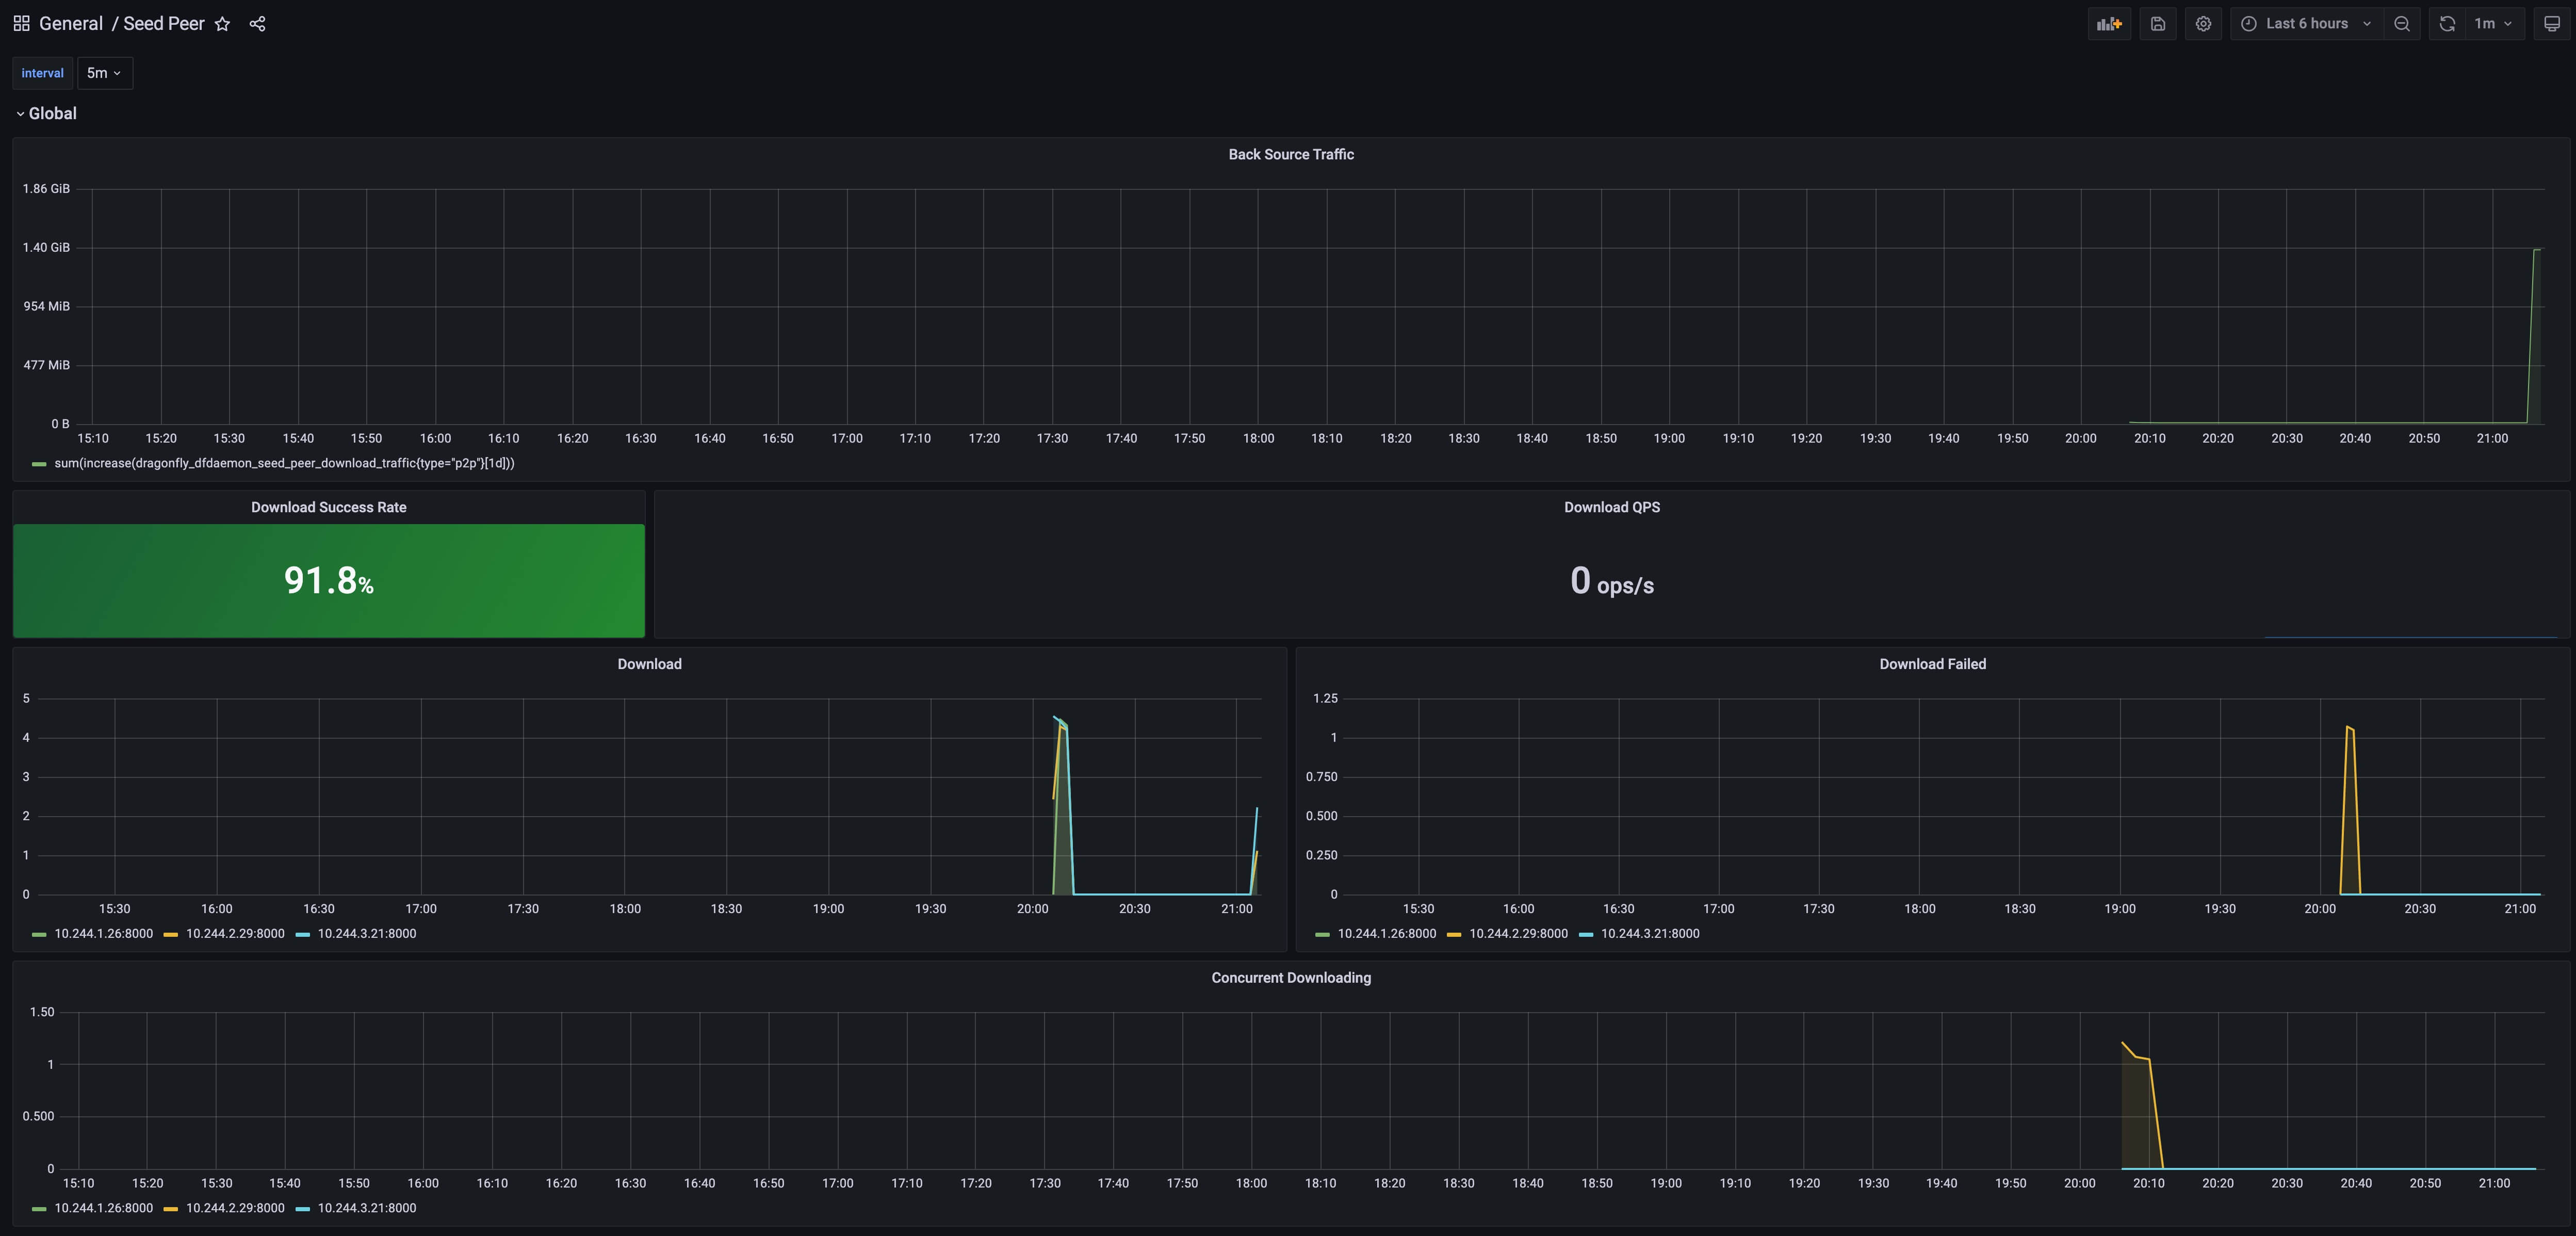 General / Seed Peer
Last 6 hours 1m
interval 5m
Global
Back Source Traffic
1.86 GiB
1.40 GiB
954 MiB
477 MiB
0 B
15:10 15:20 15:30 15:40 15:50 16:00 16:10 16:20 16:30 16:40 16:50 17:00 17:10 17:20 17:30 17:40 17:50 18:00 18:10 18:20 18:30 18:40 18:50 19:00 19:10 19:20 19:30 19:40 19:50 20:00 20:10 20:20 20:30 20:40 20:50 21:00
sum(increase(dragonfly_dfdaemon_seed_peer_download_traffic{type="p2p"}[1d]))
Download Success Rate
91.8%
Download QPS
0 ops/s
Download
5
4
3
2
1
0
15:30 16:00 16:30 17:00 17:30 18:00 18:30 19:00 19:30 20:00 20:30 21:00
10.244.1.26:8000 10.244.2.29:8000 10.244.3.21:8000
Download Failed
1.25
1
0.750
0.500
0.250
0
15:30 16:00 16:30 17:00 17:30 18:00 18:30 19:00 19:30 20:00 20:30 21:00
10.244.1.26:8000 10.244.2.29:8000 10.244.3.21:8000
Concurrent Downloading
1.50
1
0.500
0
15:10 15:20 15:30 15:40 15:50 16:00 16:10 16:20 16:30 16:40 16:50 17:00 17:10 17:20 17:30 17:40 17:50 18:00 18:10 18:20 18:30 18:40 18:50 19:00 19:10 19:20 19:30 19:40 19:50 20:00 20:10 20:20 20:30 20:40 20:50 21:00
10.244.1.26:8000 10.244.2.29:8000 10.244.3.21:8000